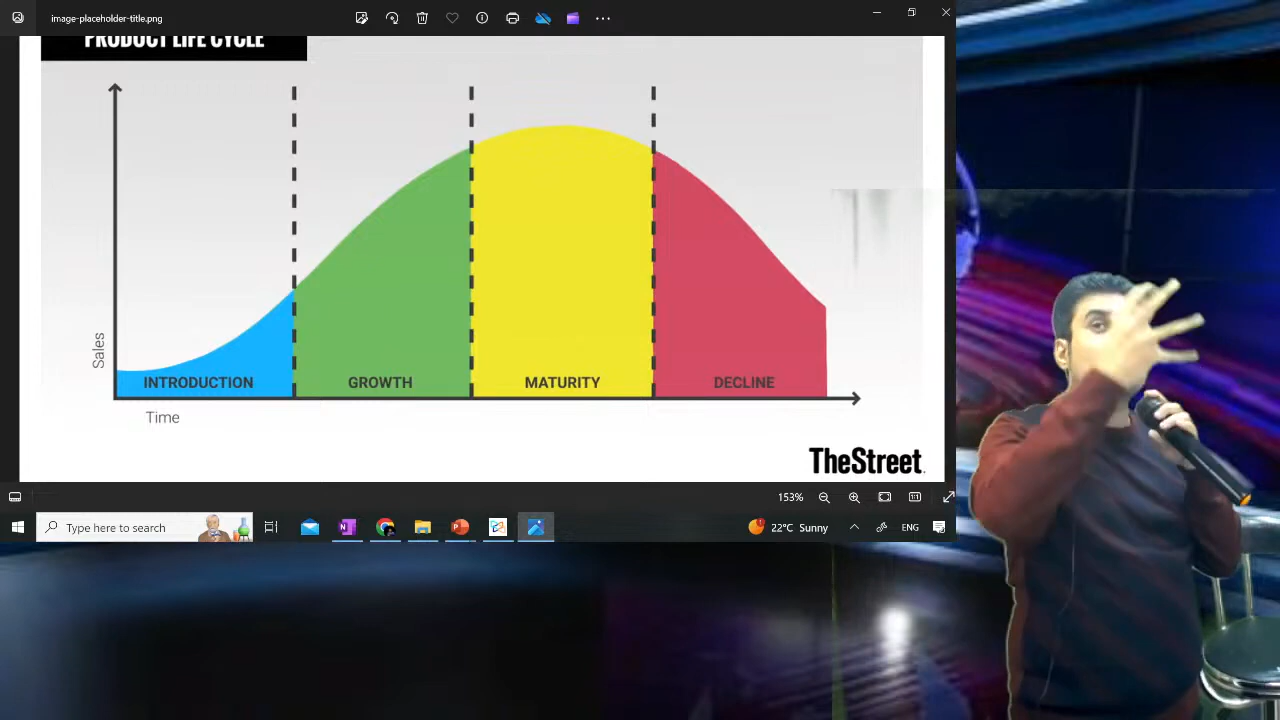 image-placeholder-title.png
PRODUCT LIFE CYCLE
Sales
INTRODUCTION
GROWTH
MATURITY
DECLINE
Time
TheStreet.
153%
Type here to search
22°C Sunny
ENG